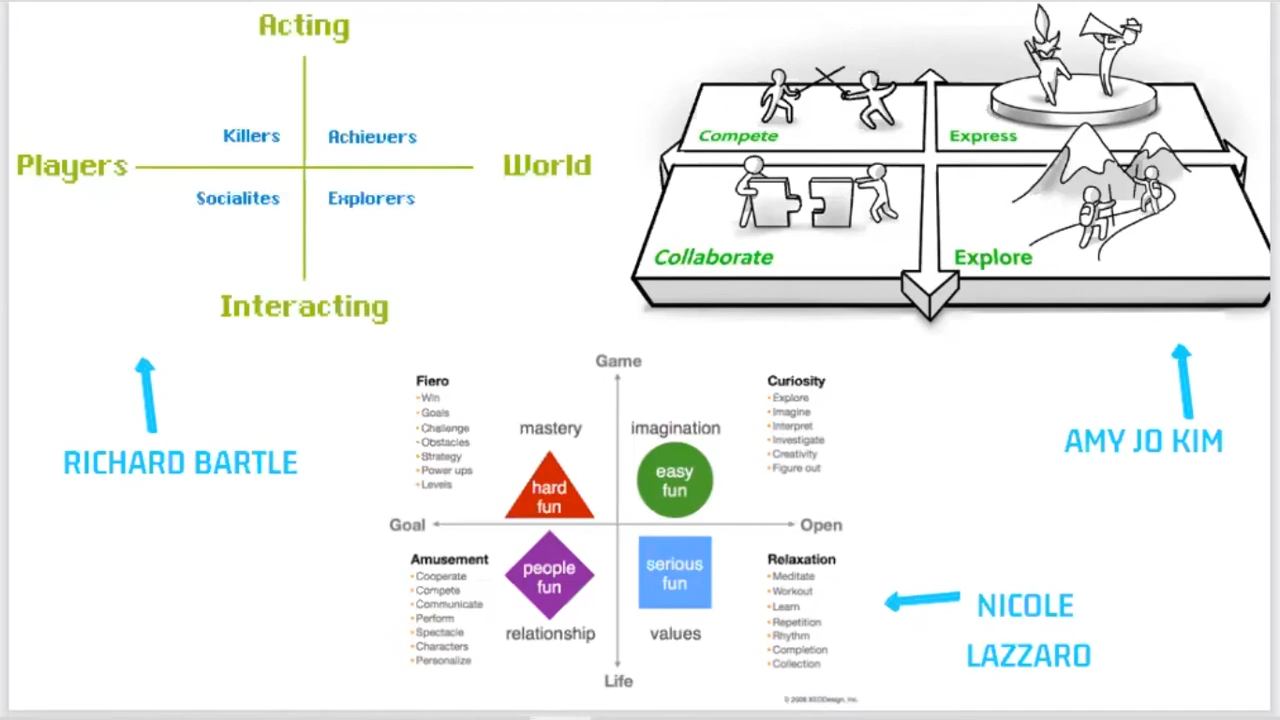 Acting
Killers
Achievers
Players
World
Socialites
Explorers
Interacting
RICHARD BARTLE
Compete
Express
Collaborate
Explore
AMY JO KIM
Game
Fiero
•Win
•Goals
•Challenge
•Obstacles
•Strategy
•Power ups
•Levels
mastery
imagination
Curiosity
•Explore
•Imagine
•Interpret
•Investigate
•Creativity
•Figure out
hard
fun
easy
fun
Goal
Open
Amusement
•Cooperate
•Compete
•Communicate
•Perform
•Spectacle
•Characters
•Personalize
people
fun
serious
fun
relationship
values
Relaxation
•Meditate
•Workout
•Learn
•Repetition
•Rhythm
•Completion
•Collection
Life
NICOLE
LAZZARO